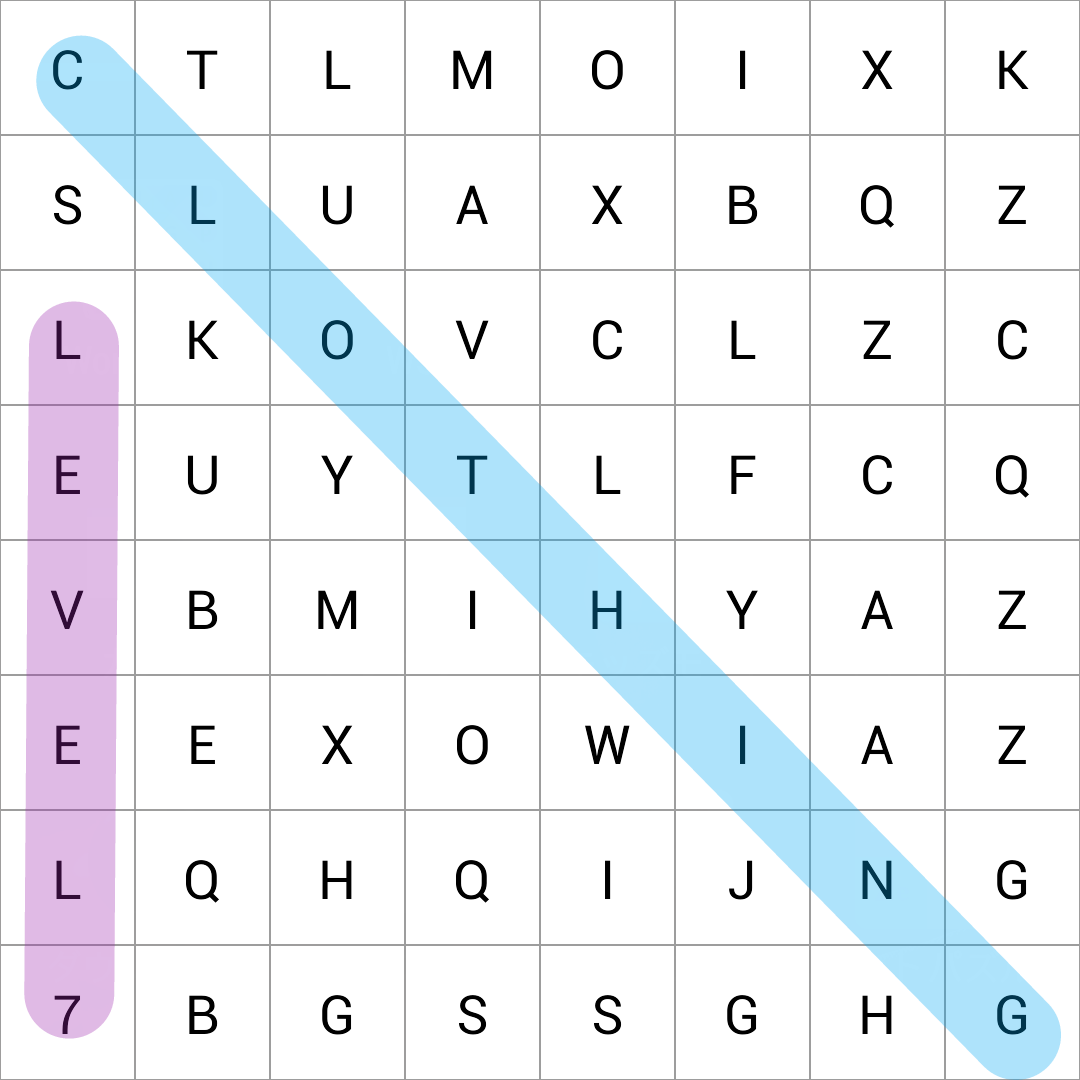 C T L M O I X K
S L U A X B Q Z
L K O V C L Z C
E U Y T L F C Q
V B M I H Y A Z
E E X O W I A Z
L Q H Q I J N G
7 B G S S G H G